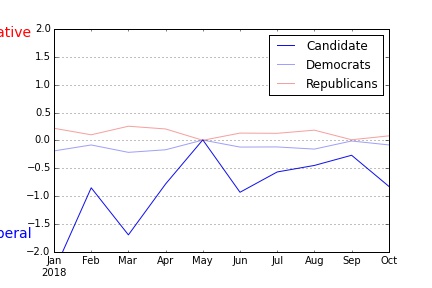 ative
2.0
1.5
1.0
0.5
0.0
−0.5
−1.0
−1.5
−2.0
beral
Candidate
Democrats
Republicans
Jan Feb Mar Apr May Jun Jul Aug Sep Oct
2018